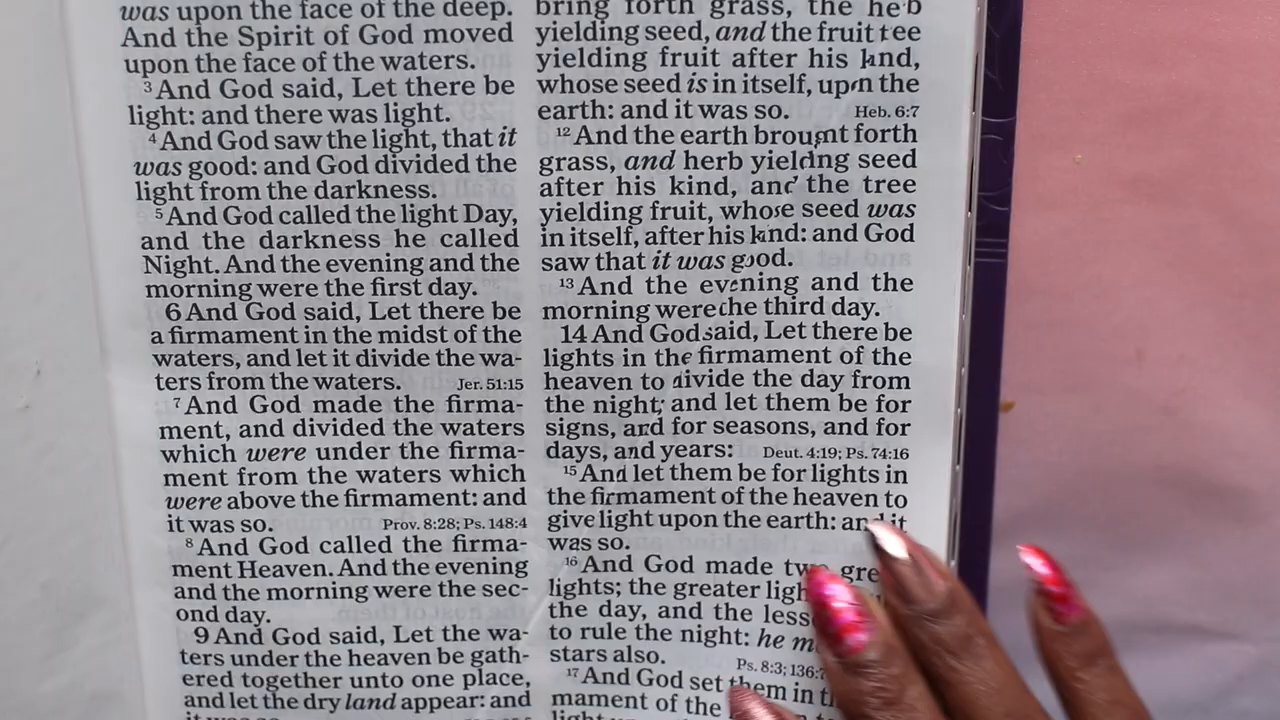 was upon the face of the deep.
And the Spirit of God moved
upon the face of the waters.
3 And God said, Let there be
light: and there was light.
4 And God saw the light, that it
was good: and God divided the
light from the darkness.
5 And God called the light Day,
and the darkness he called
Night. And the evening and the
morning were the first day.
6 And God said, Let there be
a firmament in the midst of the
waters, and let it divide the wa-
ters from the waters. Jer. 51:15
7 And God made the firma-
ment, and divided the waters
which were under the firma-
ment from the waters which
were above the firmament: and
it was so. Prov. 8:28; Ps. 148:4
8 And God called the firma-
ment Heaven. And the evening
and the morning were the sec-
ond day.
9 And God said, Let the wa-
ters under the heaven be gath-
ered together unto one place,
and let the dry land appear: and
it was so.
bring forth grass, the herb
yielding seed, and the fruit tree
yielding fruit after his kind,
whose seed is in itself, upon the
earth: and it was so. Heb. 6:7
12 And the earth brought forth
grass, and herb yielding seed
after his kind, and the tree
yielding fruit, whose seed was
in itself, after his kind: and God
saw that it was good.
13 And the evening and the
morning were the third day.
14 And God said, Let there be
lights in the firmament of the
heaven to divide the day from
the night; and let them be for
signs, and for seasons, and for
days, and years: Deut. 4:19; Ps. 74:16
15 And let them be for lights in
the firmament of the heaven to
give light upon the earth: and it
was so.
16 And God made two
lights; the greater
the day, and the
to rule the night: he
stars also. Ps. 8:3; 136:7
17 And God set them in
mament of the
light